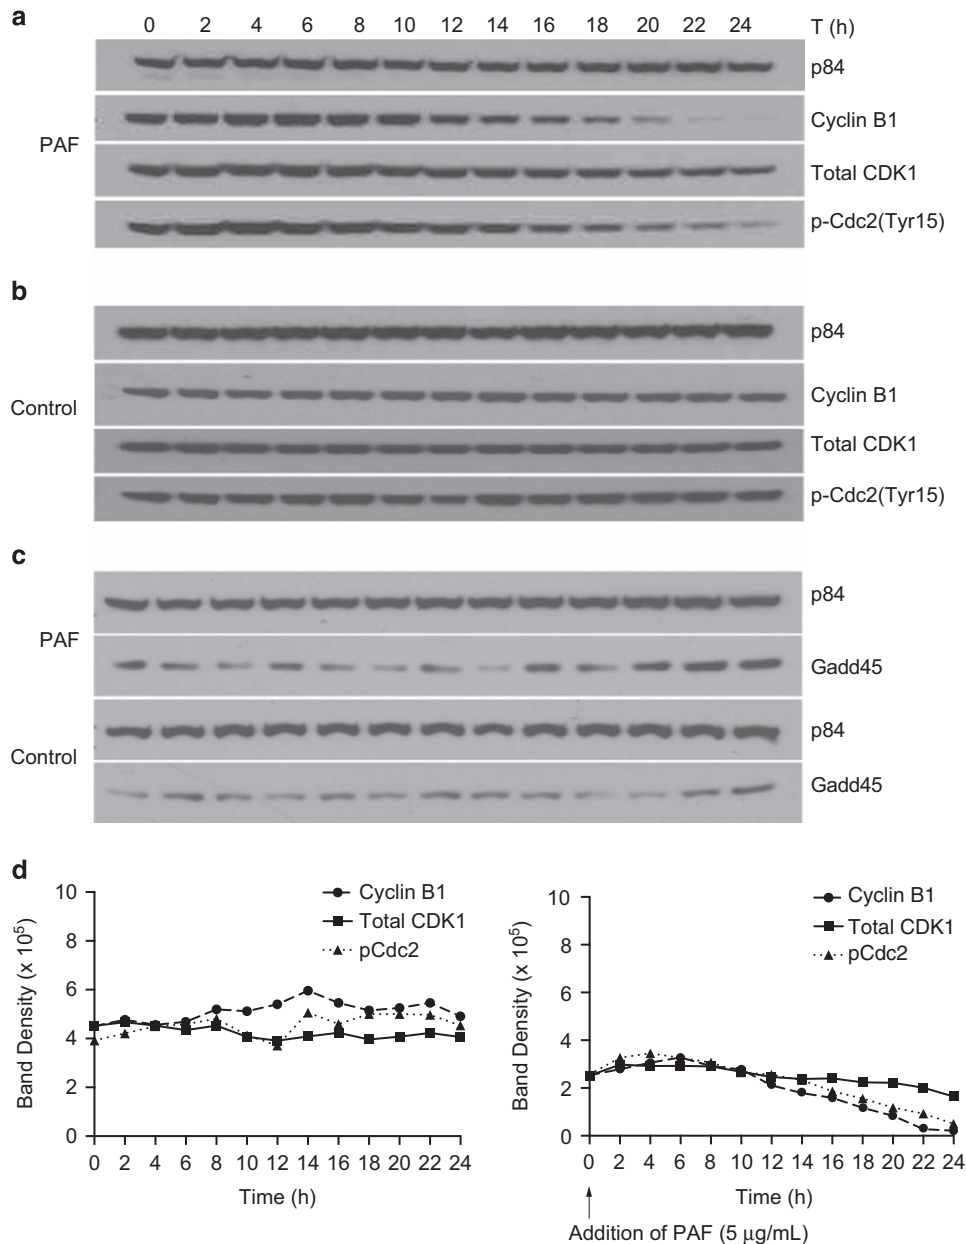 a
0 2 4 6 8 10 12 14 16 18 20 22 24 T (h)
p84
Cyclin B1
PAF
Total CDK1
p-Cdc2(Tyr15)
b
p84
Cyclin B1
Control
Total CDK1
p-Cdc2(Tyr15)
c
p84
PAF
Gadd45
p84
Control
Gadd45
d
10
8
6
4
2
0
Band Density (x 10⁵)
Cyclin B1
Total CDK1
pCdc2
0 2 4 6 8 10 12 14 16 18 20 22 24
Time (h)
10
8
6
4
2
0
Band Density (x 10⁵)
Cyclin B1
Total CDK1
pCdc2
0 2 4 6 8 10 12 14 16 18 20 22 24
Time (h)
Addition of PAF (5 µg/mL)